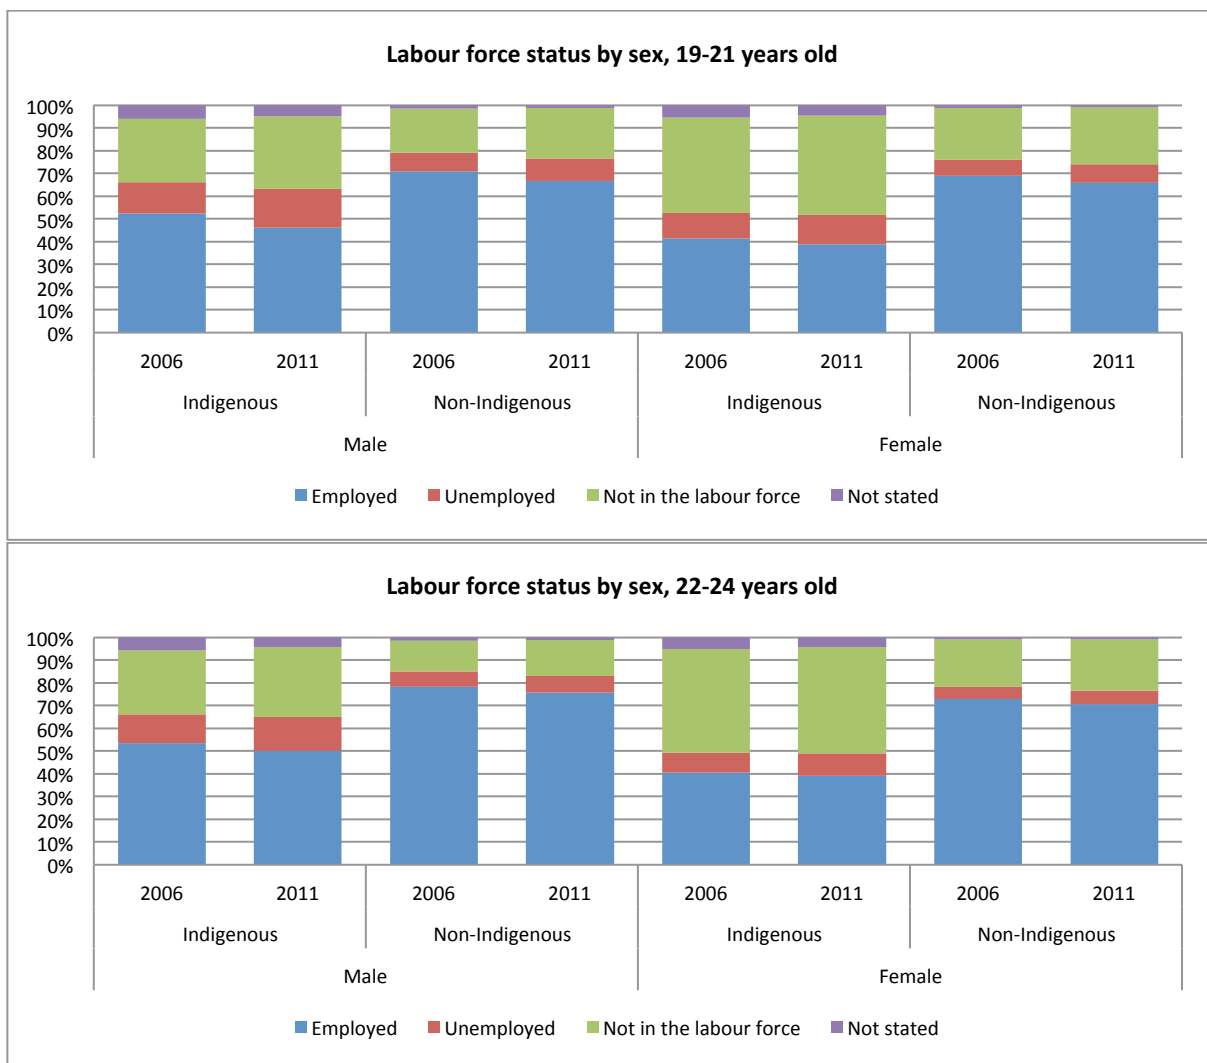 Labour force status by sex, 19-21 years old
100%
90%
80%
70%
60%
50%
40%
30%
20%
10%
0%
2006 2011 2006 2011 2006 2011 2006 2011
Indigenous Non-Indigenous Indigenous Non-Indigenous
Male Female
Employed Unemployed Not in the labour force Not stated
Labour force status by sex, 22-24 years old
100%
90%
80%
70%
60%
50%
40%
30%
20%
10%
0%
2006 2011 2006 2011 2006 2011 2006 2011
Indigenous Non-Indigenous Indigenous Non-Indigenous
Male Female
Employed Unemployed Not in the labour force Not stated